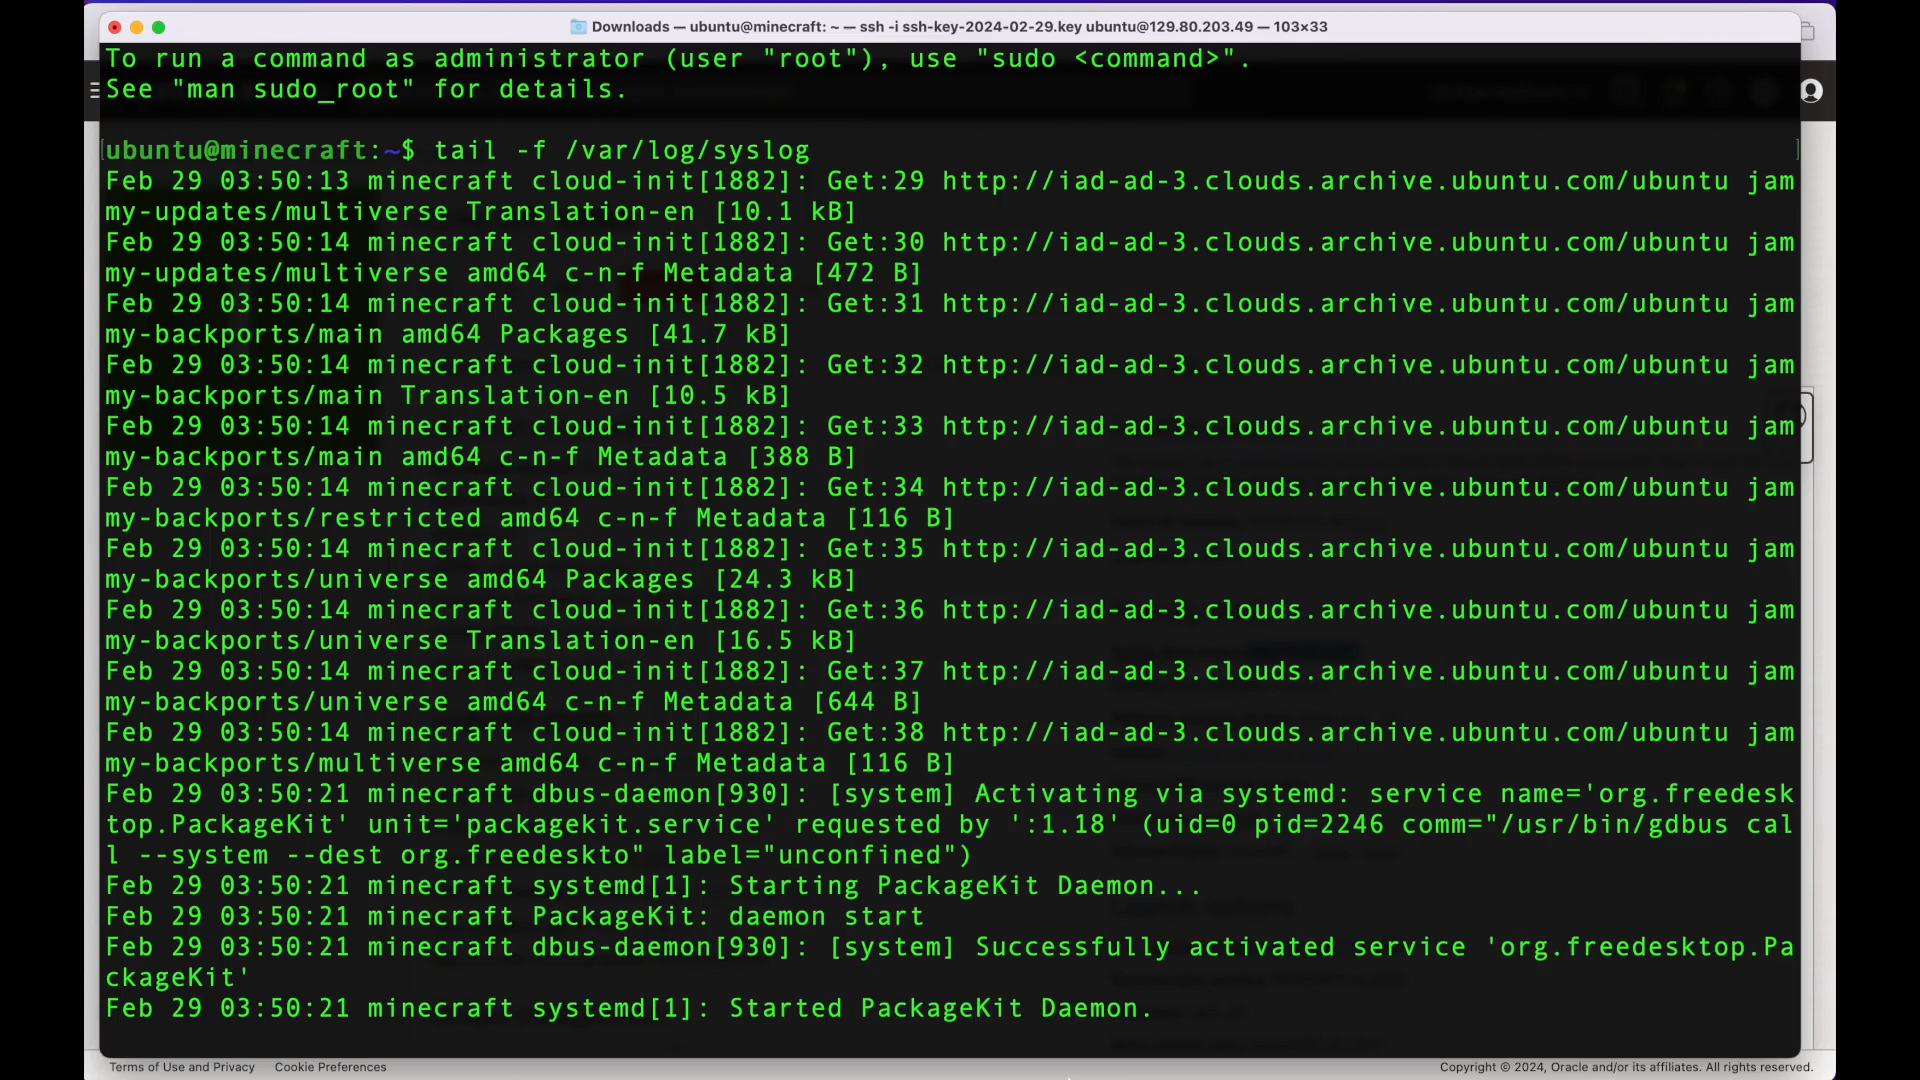 Downloads — ubuntu@minecraft: ~ — ssh -i ssh-key-2024-02-29.key ubuntu@129.80.203.49 — 103×33
To run a command as administrator (user "root"), use "sudo <command>".
See "man sudo_root" for details.
ubuntu@minecraft:~$ tail -f /var/log/syslog
Feb 29 03:50:13 minecraft cloud-init[1882]: Get:29 http://iad-ad-3.clouds.archive.ubuntu.com/ubuntu jam
my-updates/multiverse Translation-en [10.1 kB]
Feb 29 03:50:14 minecraft cloud-init[1882]: Get:30 http://iad-ad-3.clouds.archive.ubuntu.com/ubuntu jam
my-updates/multiverse amd64 c-n-f Metadata [472 B]
Feb 29 03:50:14 minecraft cloud-init[1882]: Get:31 http://iad-ad-3.clouds.archive.ubuntu.com/ubuntu jam
my-backports/main amd64 Packages [41.7 kB]
Feb 29 03:50:14 minecraft cloud-init[1882]: Get:32 http://iad-ad-3.clouds.archive.ubuntu.com/ubuntu jam
my-backports/main Translation-en [10.5 kB]
Feb 29 03:50:14 minecraft cloud-init[1882]: Get:33 http://iad-ad-3.clouds.archive.ubuntu.com/ubuntu jam
my-backports/main amd64 c-n-f Metadata [388 B]
Feb 29 03:50:14 minecraft cloud-init[1882]: Get:34 http://iad-ad-3.clouds.archive.ubuntu.com/ubuntu jam
my-backports/restricted amd64 c-n-f Metadata [116 B]
Feb 29 03:50:14 minecraft cloud-init[1882]: Get:35 http://iad-ad-3.clouds.archive.ubuntu.com/ubuntu jam
my-backports/universe amd64 Packages [24.3 kB]
Feb 29 03:50:14 minecraft cloud-init[1882]: Get:36 http://iad-ad-3.clouds.archive.ubuntu.com/ubuntu jam
my-backports/universe Translation-en [16.5 kB]
Feb 29 03:50:14 minecraft cloud-init[1882]: Get:37 http://iad-ad-3.clouds.archive.ubuntu.com/ubuntu jam
my-backports/universe amd64 c-n-f Metadata [644 B]
Feb 29 03:50:14 minecraft cloud-init[1882]: Get:38 http://iad-ad-3.clouds.archive.ubuntu.com/ubuntu jam
my-backports/multiverse amd64 c-n-f Metadata [116 B]
Feb 29 03:50:21 minecraft dbus-daemon[930]: [system] Activating via systemd: service name='org.freedesk
top.PackageKit' unit='packagekit.service' requested by ':1.18' (uid=0 pid=2246 comm="/usr/bin/gdbus cal
l --system --dest org.freedeskto" label="unconfined")
Feb 29 03:50:21 minecraft systemd[1]: Starting PackageKit Daemon...
Feb 29 03:50:21 minecraft PackageKit: daemon start
Feb 29 03:50:21 minecraft dbus-daemon[930]: [system] Successfully activated service 'org.freedesktop.Pa
ckageKit'
Feb 29 03:50:21 minecraft systemd[1]: Started PackageKit Daemon.
Terms of Use and Privacy Cookie Preferences Copyright © 2024, Oracle and/or its affiliates. All rights reserved.